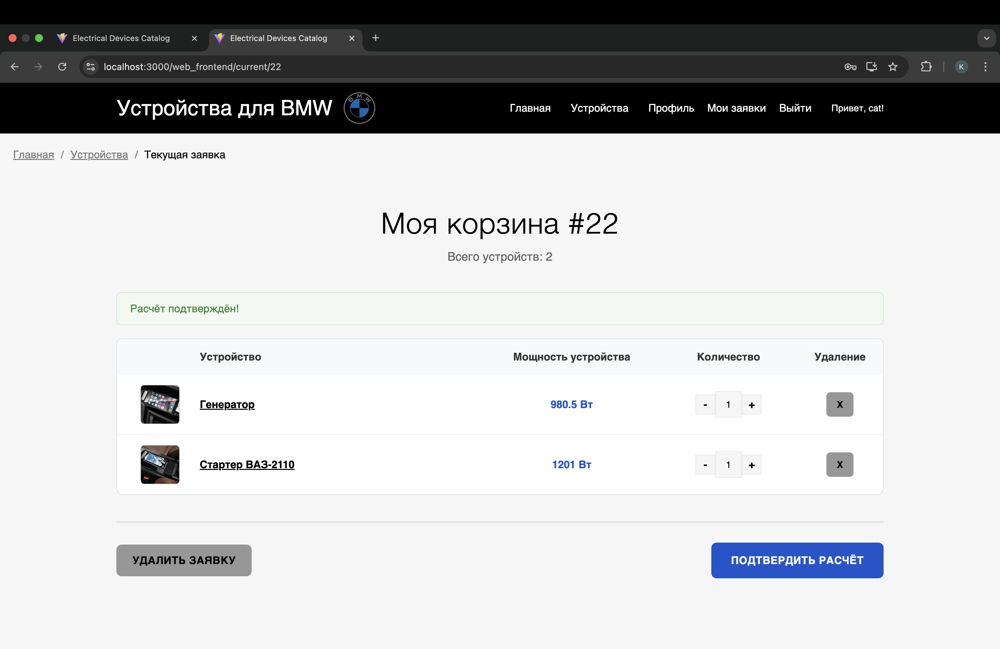 Electrical Devices Catalog
Electrical Devices Catalog
localhost:3000/web_frontend/current/22
K
Устройства для BMW
BMW
Главная Устройства Профиль Мои заявки Выйти Привет, cat!
Главная / Устройства / Текущая заявка
Моя корзина #22
Всего устройств: 2
Расчёт подтверждён!
Устройство Мощность устройства Количество Удаление
Генератор 980.5 Вт - 1 + X
Стартер ВАЗ-2110 1201 Вт - 1 + X
УДАЛИТЬ ЗАЯВКУ ПОДТВЕРДИТЬ РАСЧЁТ